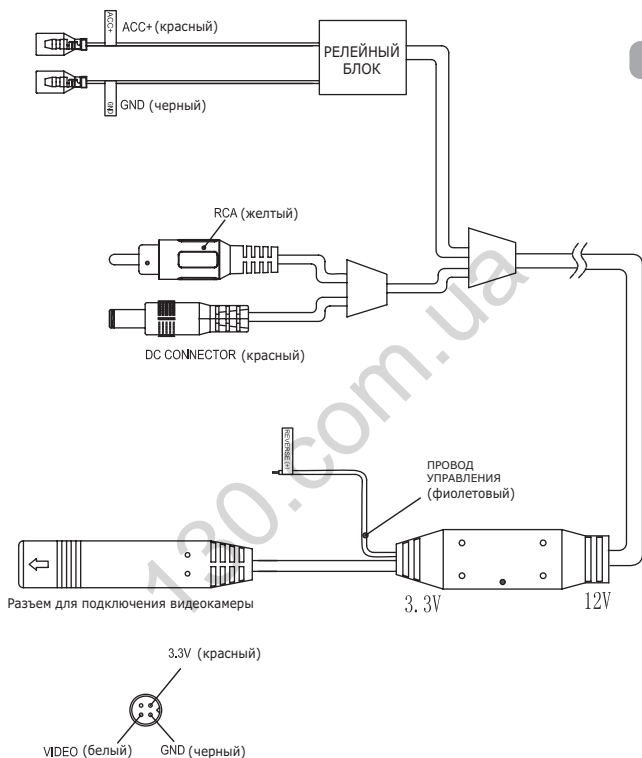 ACC+
ACC+ (красный)
РЕЛЕЙНЫЙ
БЛОК
GND
GND (черный)
RCA (желтый)
DC CONNECTOR (красный)
REVERSE(+)
ПРОВОД
УПРАВЛЕНИЯ
(фиолетовый)
3.3V
12V
Разъем для подключения видеокамеры
3.3V (красный)
VIDEO (белый)
GND (черный)
130.com.ua